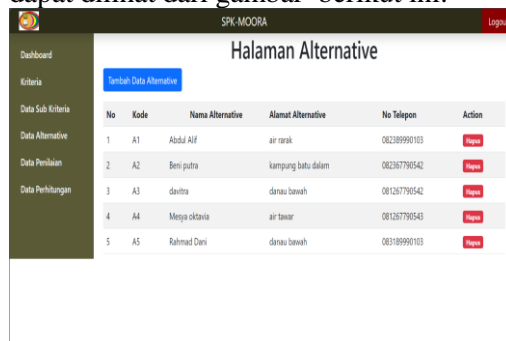 dapat dilihat dari gambar berikut ini.
SPK-MOORA
Logou
Dashboard
Kriteria
Data Sub Kriteria
Data Alternative
Data Penilaian
Data Perhitungan
Halaman Alternative
Tambah Data Alternative
No Kode Nama Alternative Alamat Alternative No Telepon Action
1 A1 Abdul Alif air rarak 082389990103 Hapus
2 A2 Beni putra kampung batu dalam 082367790542 Hapus
3 A3 davitra danau bawah 081267790542 Hapus
4 A4 Mesya oktavia air tawar 081267790543 Hapus
5 A5 Rahmad Dani danau bawah 083189990103 Hapus